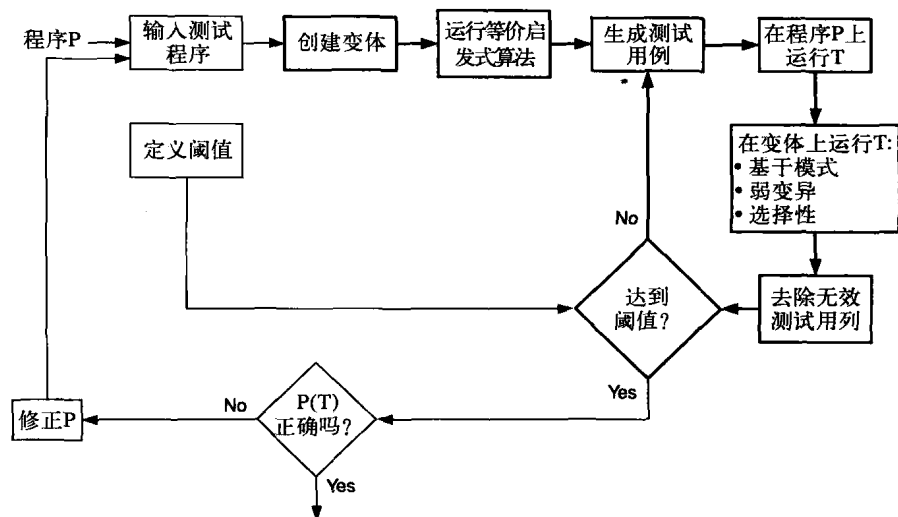 程序P
输入测试
程序
创建变体
运行等价启
发式算法
生成测试
用例
在程序P上
运行T
定义阈值
在变体上运行T:
• 基于模式
• 弱变异
• 选择性
No
达到
阈值?
去除无效
测试用列
Yes
修正P
No
P(T)
正确吗?
Yes